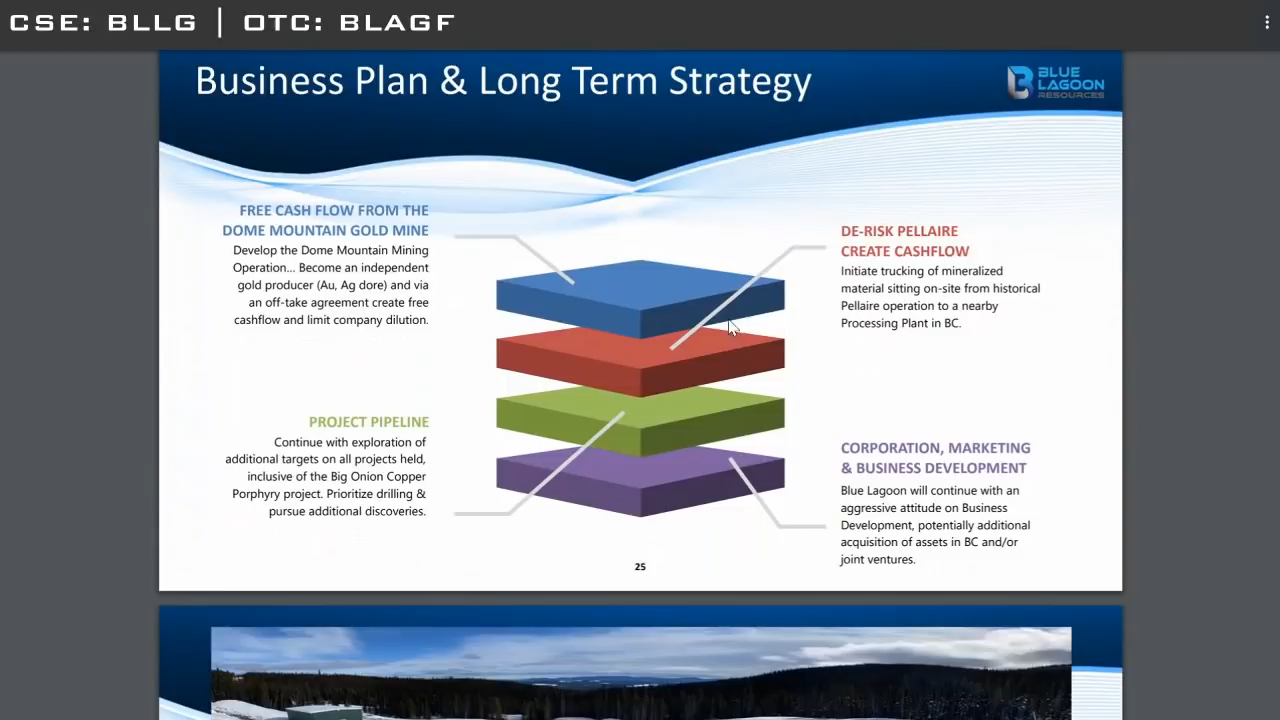 CSE: BLLG | OTC: BLAGF
Business Plan & Long Term Strategy
BLUE
LAGOON
RESOURCES
FREE CASH FLOW FROM THE
DOME MOUNTAIN GOLD MINE
Develop the Dome Mountain Mining
Operation... Become an independent
gold producer (Au, Ag dore) and via
an off-take agreement create free
cashflow and limit company dilution.
DE-RISK PELLAIRE
CREATE CASHFLOW
Initiate trucking of mineralized
material sitting on-site from historical
Pellaire operation to a nearby
Processing Plant in BC.
PROJECT PIPELINE
Continue with exploration of
additional targets on all projects held,
inclusive of the Big Onion Copper
Porphyry project. Prioritize drilling &
pursue additional discoveries.
CORPORATION, MARKETING
& BUSINESS DEVELOPMENT
Blue Lagoon will continue with an
aggressive attitude on Business
Development, potentially additional
acquisition of assets in BC and/or
joint ventures.
25